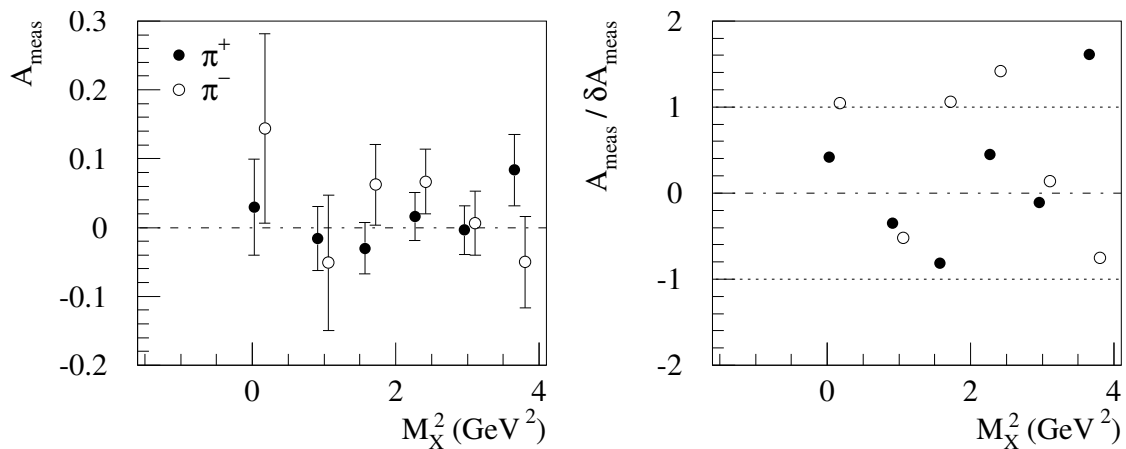 A_meas
0.3
0.2
0.1
0
-0.1
-0.2
π⁺
π⁻
0
2
4
M_X² (GeV²)
A_meas / δA_meas
2
1
0
-1
-2
0
2
4
M_X² (GeV²)